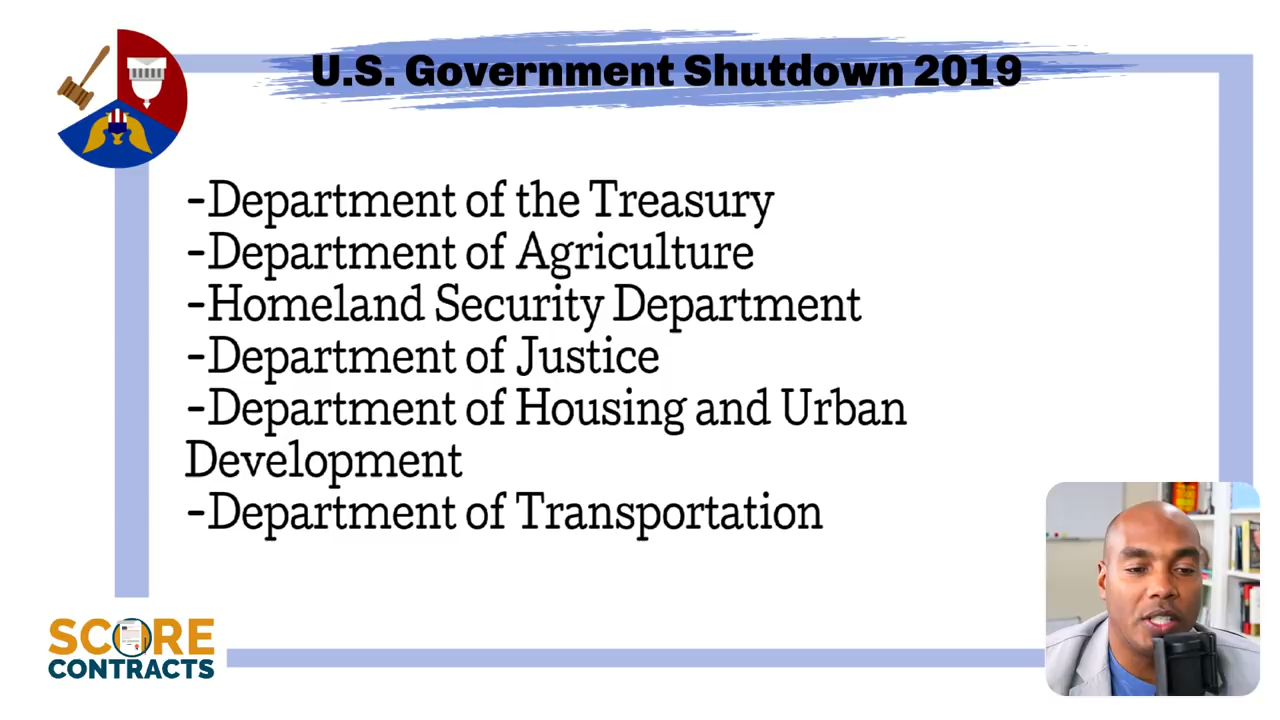 U.S. Government Shutdown 2019
-Department of the Treasury
-Department of Agriculture
-Homeland Security Department
-Department of Justice
-Department of Housing and Urban
Development
-Department of Transportation
SCORE
CONTRACTS